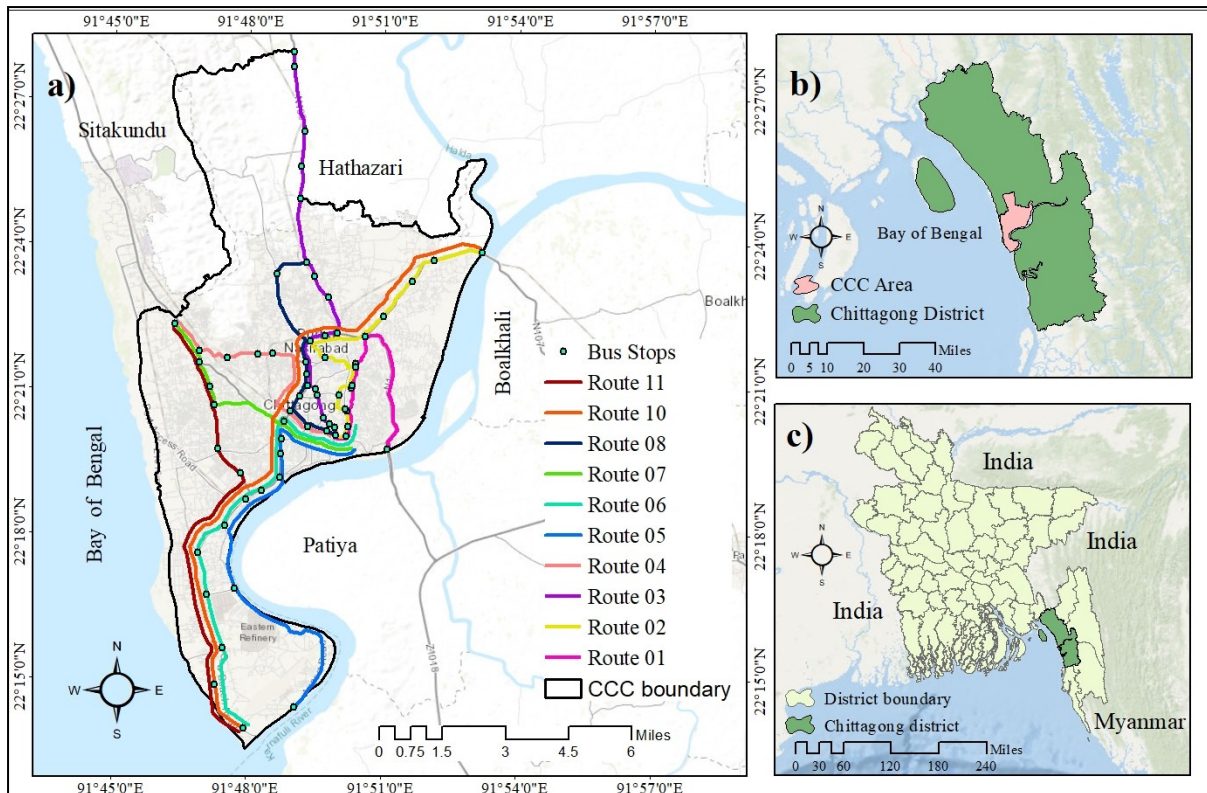 91°45'0"E 91°48'0"E 91°51'0"E 91°54'0"E 91°57'0"E
a)
22°27'0"N 22°27'0"N
22°24'0"N 22°24'0"N
22°21'0"N 22°21'0"N
22°18'0"N 22°18'0"N
22°15'0"N 22°15'0"N
Sitakundu
Hathazari
Halda
Boalkhali
N107
N1
Chittagong
Access Road
Bay of Bengal
Patiya
Eastern
Refinery
Z1018
Bus Stops
Route 11
Route 10
Route 08
Route 07
Route 06
Route 05
Route 04
Route 03
Route 02
Route 01
CCC boundary
N
W E
S
Miles
0 0.75 1.5 3 4.5 6
91°45'0"E 91°48'0"E 91°51'0"E 91°54'0"E 91°57'0"E
b)
N
W E
S
Bay of Bengal
CCC Area
Chittagong District
Miles
0 5 10 20 30 40
c)
India
India
India
N
W E
S
Myanmar
District boundary
Chittagong district
Miles
0 30 60 120 180 240